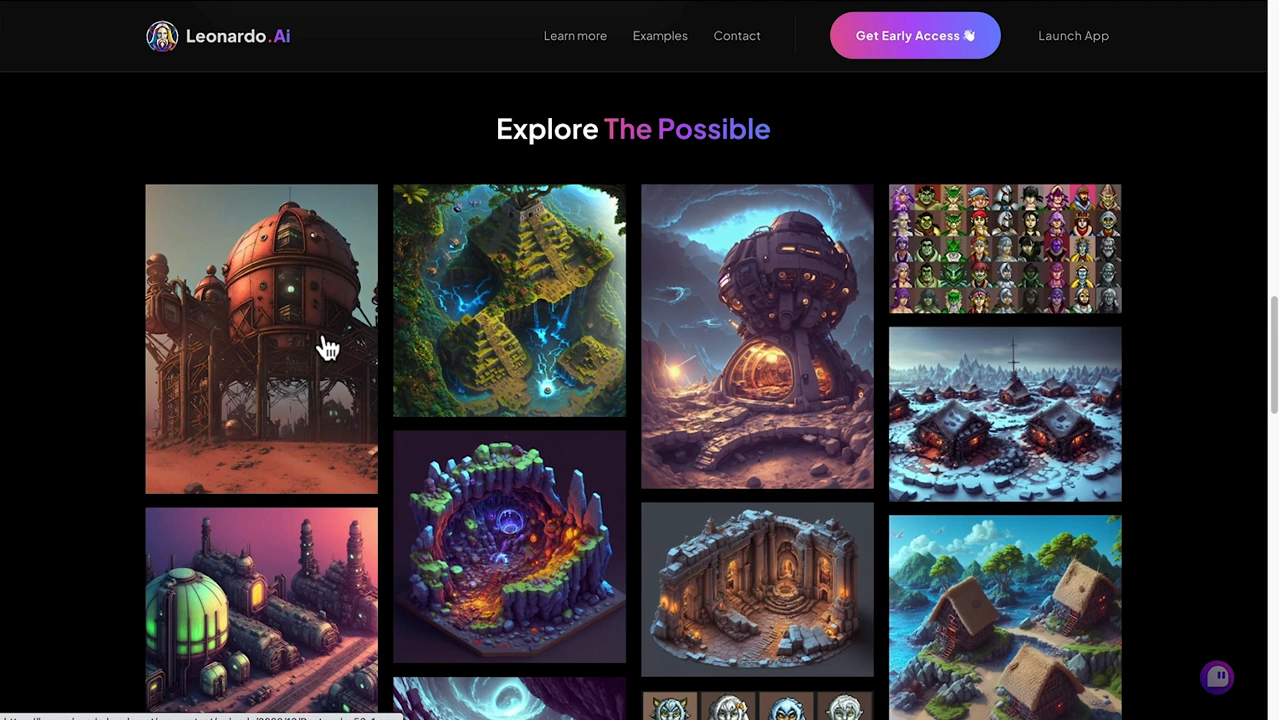 Leonardo.Ai
Learn more
Examples
Contact
Get Early Access 👋
Launch App
Explore The Possible